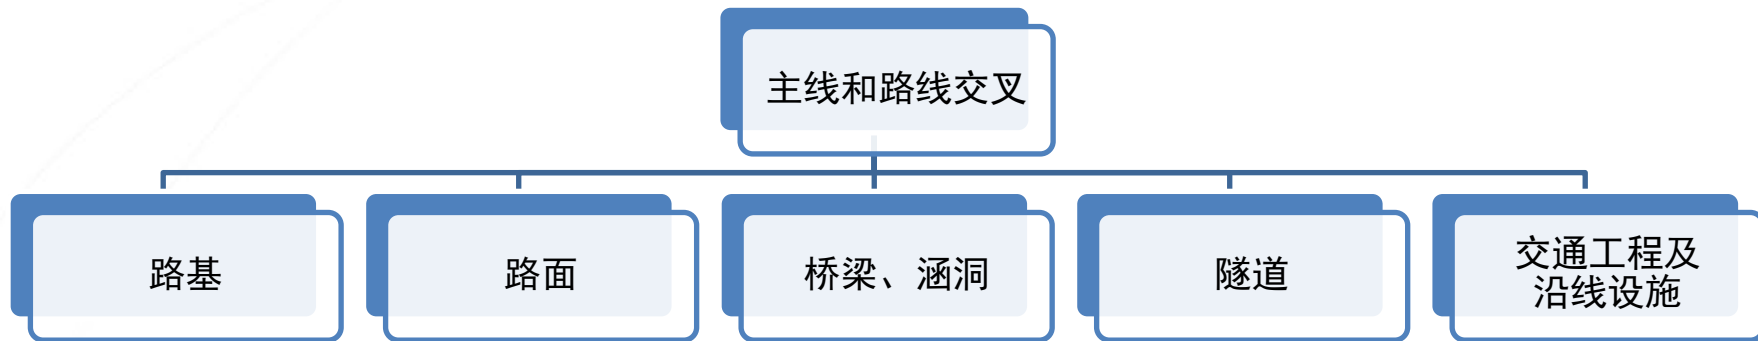 主线和路线交叉
路基
路面
桥梁、涵洞
隧道
交通工程及
沿线设施